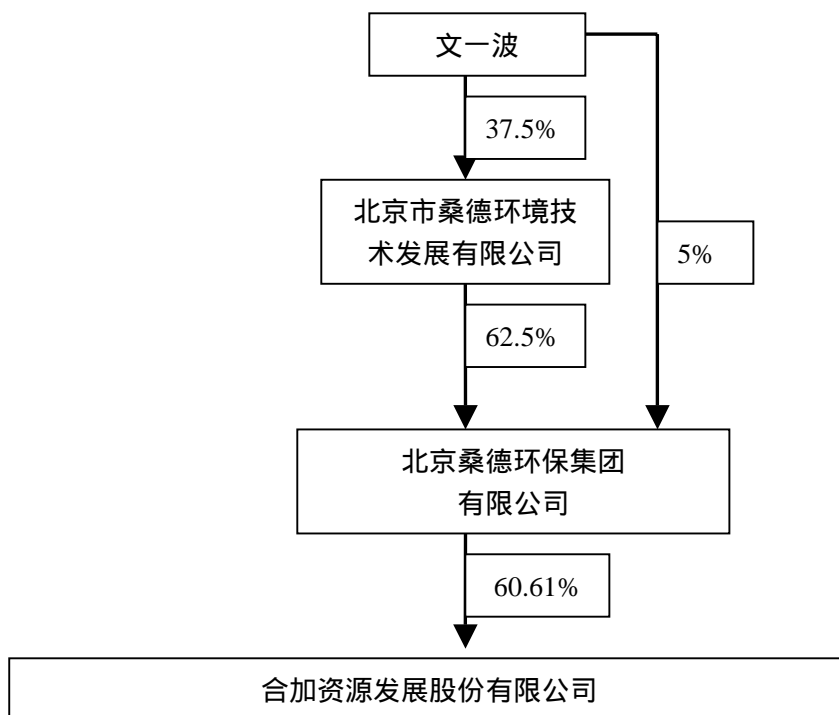 文一波
37.5%
北京市桑德环境技
术发展有限公司
5%
62.5%
北京桑德环保集团
有限公司
60.61%
合加资源发展股份有限公司